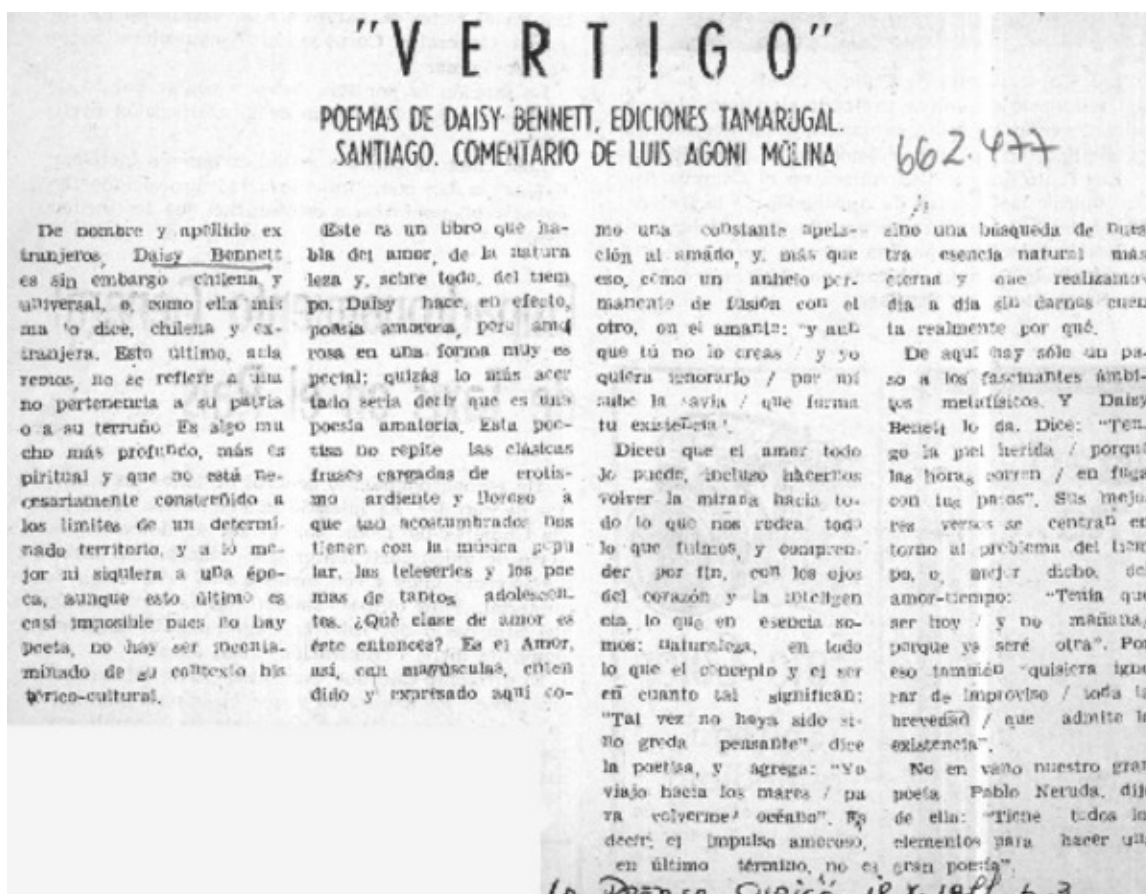 "VERTIGO"
POEMAS DE DAISY BENNETT, EDICIONES TAMARUGAL.
SANTIAGO. COMENTARIO DE LUIS AGONI MOLINA
662.477
De nombre y apellido ex
tranjeros, Daisy Bennett
es sin embargo chilena, y
universal, o como ella mis
ma lo dice, chilena y ex-
tranjera. Esto último, acla
remos, no se refiere a una
no pertenencia a su patria
o a su terruño Es algo mu
cho más profundo, más es
piritual y que no está ne-
cesariamente consterñido a
los límites de un determi-
nado territorio, y a lo me-
jor ni siquiera a una épo-
ca, aunque esto último es
casi imposible pues no hay
poeta, no hay ser incontа-
minado de su contexto his
tórico-cultural.
Este es un libro que ha-
bla del amor, de la natura
leza y, sobre todo, del tiem
po. Daisy hace, en efecto,
poesía amorosa, pero amo
rosa en una forma muy es
pecial; quizás lo más acer
tado sería decir que es una
poesía amatoria. Esta poe-
tisa no repite las clásicas
frases cargadas de erotis-
mo ardiente y lloroso a
que tan acostumbrados nos
tienen con la música popu
lar, las teleseries y los poe
mas de tantos adolescen-
tes. ¿Qué clase de amor es
éste entonces? Es el Amor,
así, con mayúsculas, enten
dido y expresado aquí co-
mo una constante apela-
ción al amado, y, más que
eso, como un anhelo per-
manente de fusión con el
otro, con el amante: "y aun
que tú no lo creas / y yo
quiera ignorarlo / por mí
sube la savia / que forma
tu existencia".
Dicen que el amor todo
lo puede, incluso hacernos
volver la mirada hacia to-
do lo que nos rodea todo
lo que fuimos, y compren-
der por fin, con los ojos
del corazón y la inteligen
cia, lo que en esencia so-
mos: naturaleza, en todo
lo que el concepto y el ser
en cuanto tal significan:
"Tal vez no haya sido si-
no greda pensante", dice
la poetisa, y agrega: "Yo
viajo hacia los mares / pa
ra volverme océano". Es
decir, el impulso amoroso,
en último término, no es
sino una búsqueda de nues
tra esencia natural más
eterna y que realizamos
día a día sin darnos cuen
ta realmente por qué.
De aquí hay sólo un pa-
so a los fascinantes ámbi-
tos metafísicos. Y Daisy
Benett lo da. Dice: "Ten-
go la piel herida / porque
las horas corren / en fuga
con tus pasos". Sus mejo
res versos se centran en
torno al problema del tiem
po, o, mejor dicho, del
amor-tiempo: "Tenía que
ser hoy / y no mañana,
porque ya seré otra". Por
eso también "quisiera igno
rar de improviso / toda la
brevedad / que admite la
existencia".
No en vano nuestro gran
poeta Pablo Neruda, dijo
de ella: "Tiene todos los
elementos para hacer una
gran poesía".
La Prensa, Curicó